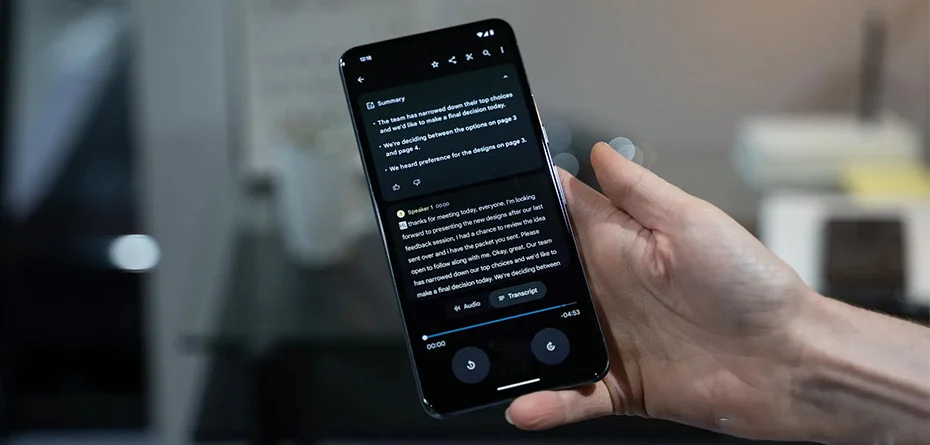 12:18
Summary
• The team has narrowed down their top choices
and we'd like to make a final decision today.
• We're deciding between the options on page 3
and page 4.
• We heard preference for the designs on page 3.
Speaker 1 00:00
thanks for meeting today, everyone. I'm looking
forward to presenting the new designs after our last
feedback session, i had a chance to review the idea
sent over and i have the packet you sent. Please
open to follow along with me. Okay, great. Our team
has narrowed down our top choices and we'd like to
make a final decision today. We're deciding between
Audio
Transcript
00:00
-04:53